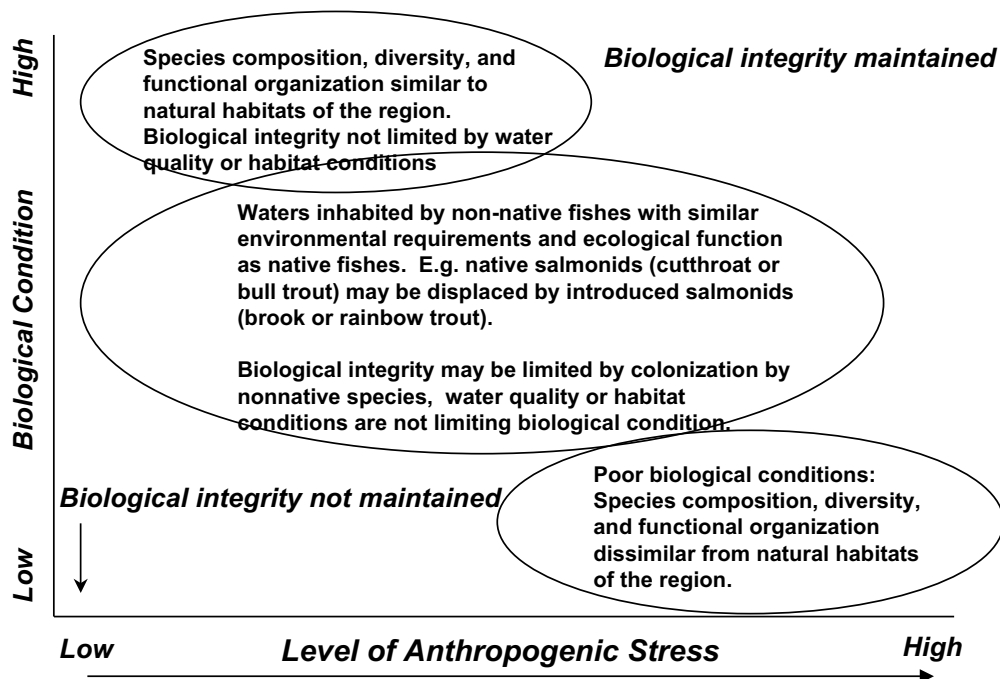 High
Biological Condition
Low
Species composition, diversity, and
functional organization similar to
natural habitats of the region.
Biological integrity not limited by water
quality or habitat conditions
Biological integrity maintained
Waters inhabited by non-native fishes with similar
environmental requirements and ecological function
as native fishes.  E.g. native salmonids (cutthroat or
bull trout) may be displaced by introduced salmonids
(brook or rainbow trout).
Biological integrity may be limited by colonization by
nonnative species,  water quality or habitat
conditions are not limiting biological condition.
Biological integrity not maintained
Poor biological conditions:
Species composition, diversity,
and functional organization
dissimilar from natural habitats
of the region.
Low
Level of Anthropogenic Stress
High